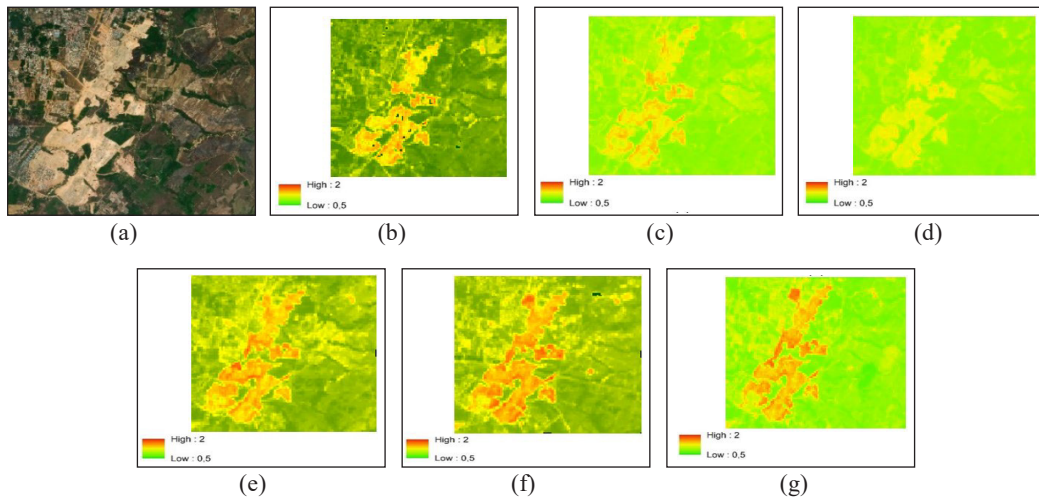 (a)
High : 2
Low : 0,5
(b)
High : 2
Low : 0,5
(c)
High : 2
Low : 0,5
(d)
High : 2
Low : 0,5
(e)
High : 2
Low : 0,5
(f)
High : 2
Low : 0,5
(g)